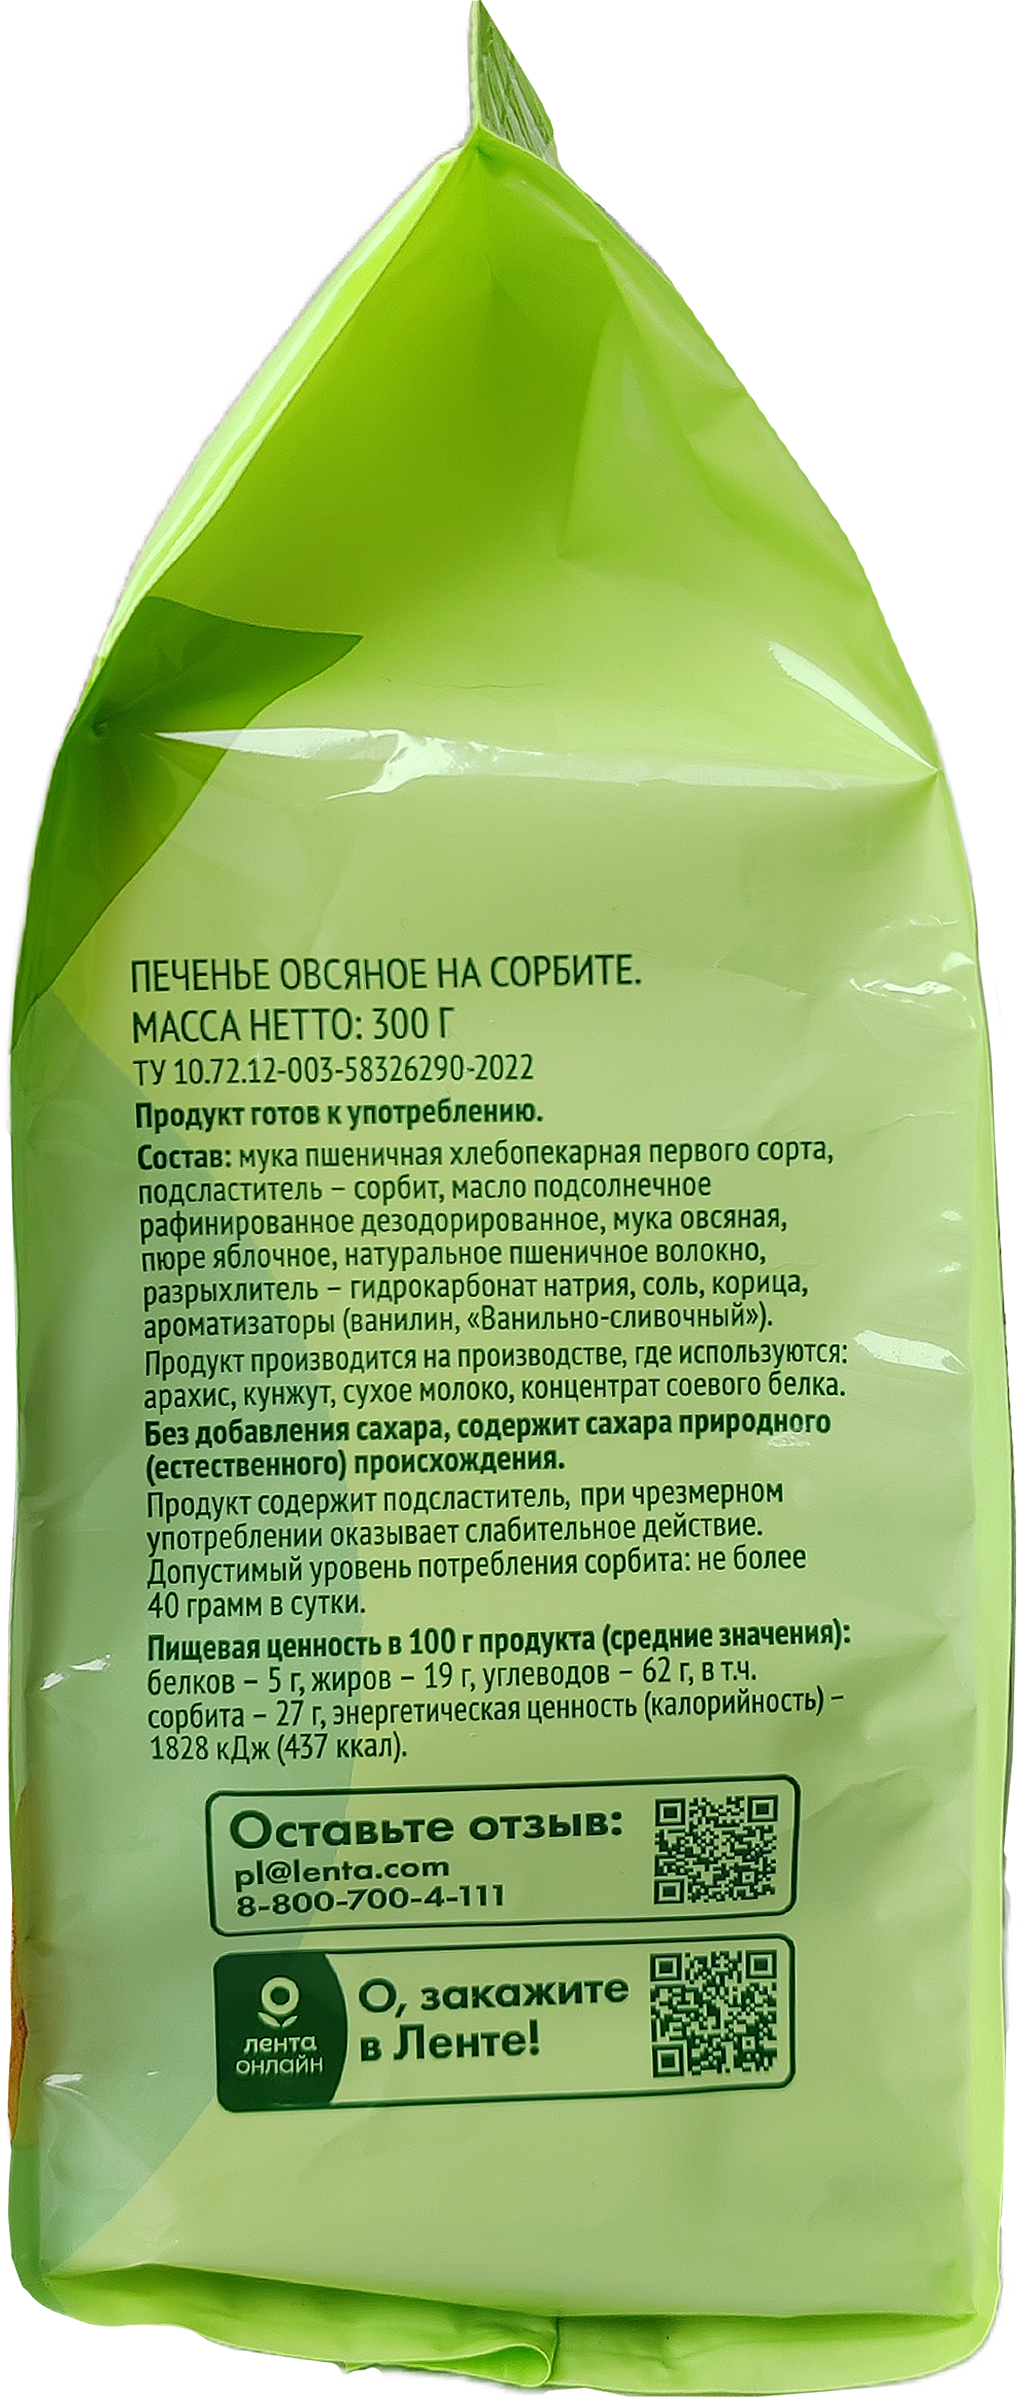 ПЕЧЕНЬЕ ОВСЯНОЕ НА СОРБИТЕ.
МАССА НЕТТО: 300 Г
ТУ 10.72.12-003-58326290-2022
Продукт готов к употреблению.
Состав: мука пшеничная хлебопекарная первого сорта,
подсластитель – сорбит, масло подсолнечное
рафинированное дезодорированное, мука овсяная,
пюре яблочное, натуральное пшеничное волокно,
разрыхлитель – гидрокарбонат натрия, соль, корица,
ароматизаторы (ванилин, «Ванильно-сливочный»).
Продукт производится на производстве, где используются:
арахис, кунжут, сухое молоко, концентрат соевого белка.
Без добавления сахара, содержит сахара природного
(естественного) происхождения.
Продукт содержит подсластитель, при чрезмерном
употреблении оказывает слабительное действие.
Допустимый уровень потребления сорбита: не более
40 грамм в сутки.
Пищевая ценность в 100 г продукта (средние значения):
белков – 5 г, жиров – 19 г, углеводов – 62 г, в т.ч.
сорбита – 27 г, энергетическая ценность (калорийность) –
1828 кДж (437 ккал).
Оставьте отзыв:
pl@lenta.com
8-800-700-4-111
О, закажите
в Ленте!
лента
онлайн